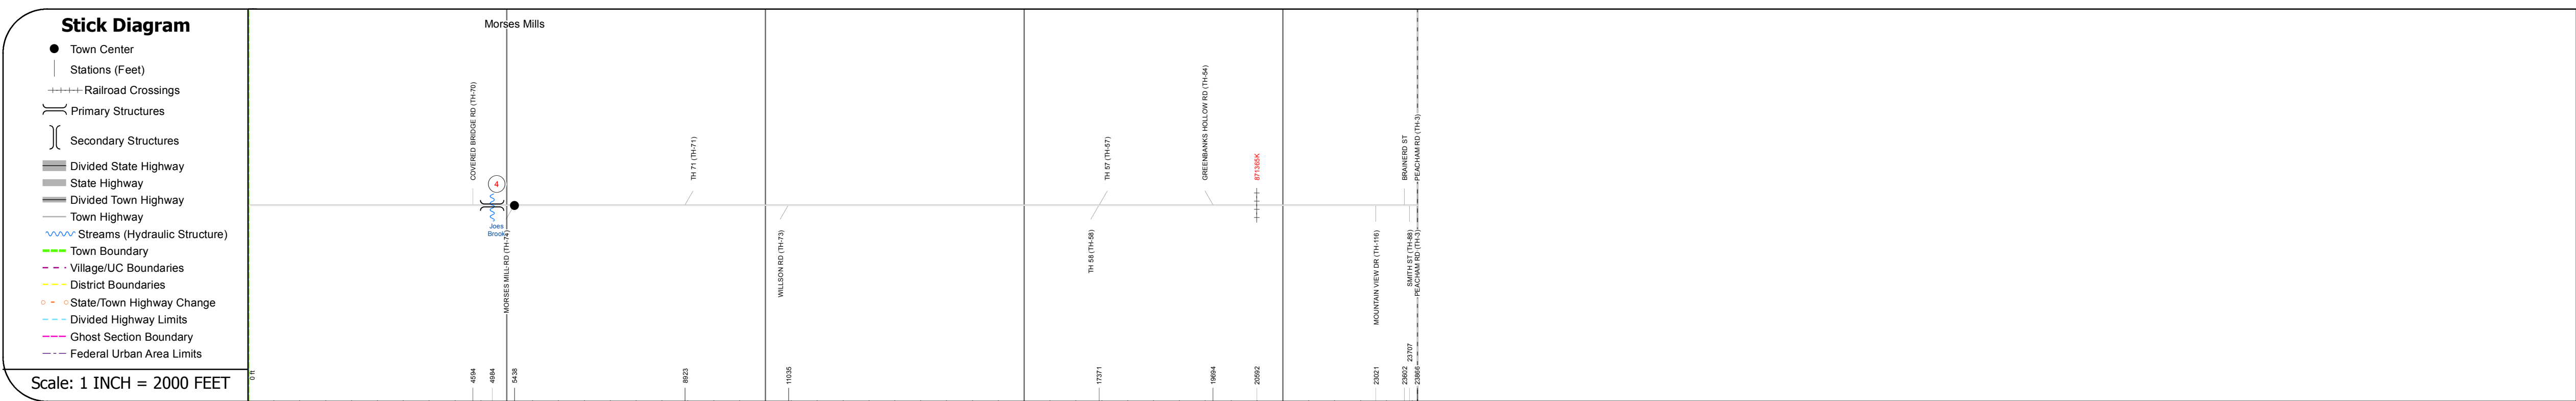 Stick Diagram
Town Center
Stations (Feet)
Railroad Crossings
Primary Structures
Secondary Structures
Divided State Highway
State Highway
Divided Town Highway
Town Highway
Streams (Hydraulic Structure)
Town Boundary
Village/UC Boundaries
District Boundaries
State/Town Highway Change
Divided Highway Limits
Ghost Section Boundary
Federal Urban Area Limits
Scale: 1 INCH = 2000 FEET
Morses Mills
COVERED BRIDGE RD (TH-70)
4
Joes
Brook
MORSES MILL RD (TH-74)
TH 71 (TH-71)
WILLSON RD (TH-73)
TH 57 (TH-57)
TH 58 (TH-58)
GREENBANKS HOLLOW RD (TH-54)
871365K
MOUNTAIN VIEW DR (TH-116)
BRAINERD ST
SMITH ST (TH-88)
PEACHAM RD (TH-3)
PEACHAM RD (TH-3)
0 ft
4594
4984
5438
8923
11035
17371
19694
20592
23021
23602
23707
23866